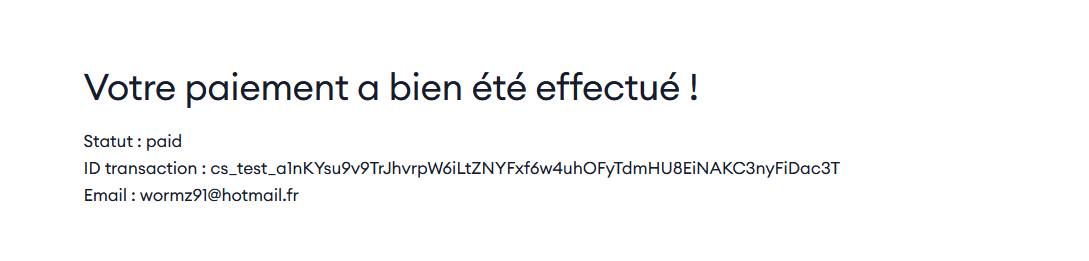 Votre paiement a bien été effectué !
Statut : paid
ID transaction : cs_test_a1nKYsu9v9TrJhvrpW6iLtZNYFxf6w4uhOFyTdmHU8EiNAKC3nyFiDac3T
Email : wormz91@hotmail.fr